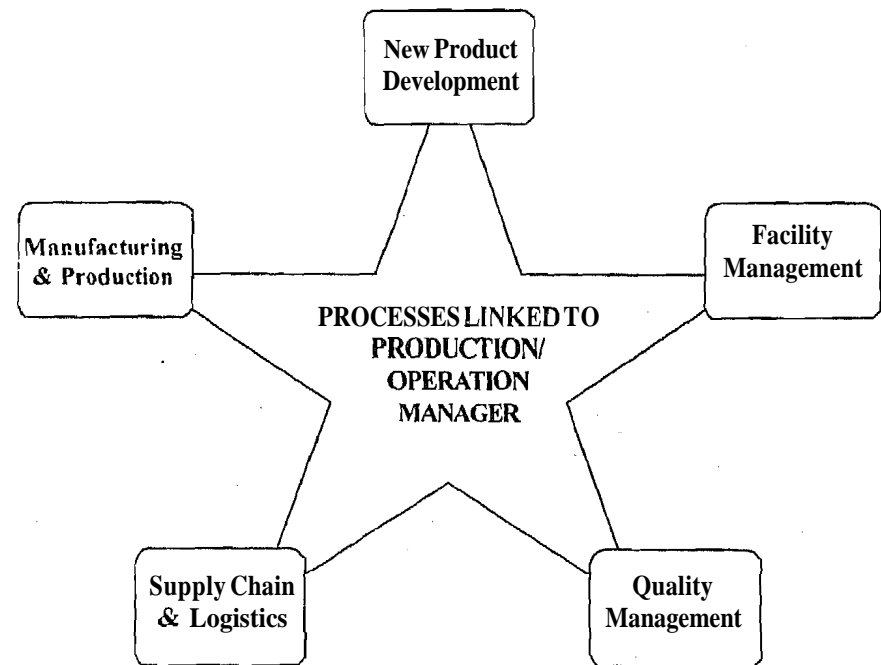 New Product
Development
Manufacturing
& Production
Facility
Management
PROCESSES LINKED TO
PRODUCTION/
OPERATION
MANAGER
Supply Chain
& Logistics
Quality
Management